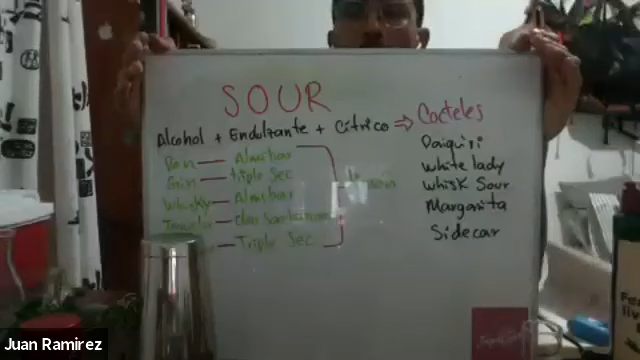 SOUR
Alcohol + Endulzante + Cítrico ⇒ Cocteles
Ron — Almibar
Gin — triple Sec
Whisky — Almibar
Tequila —
— Triple Sec
Daiquiri
white lady
whisk Sour
Margarita
Sidecar
Juan Ramirez